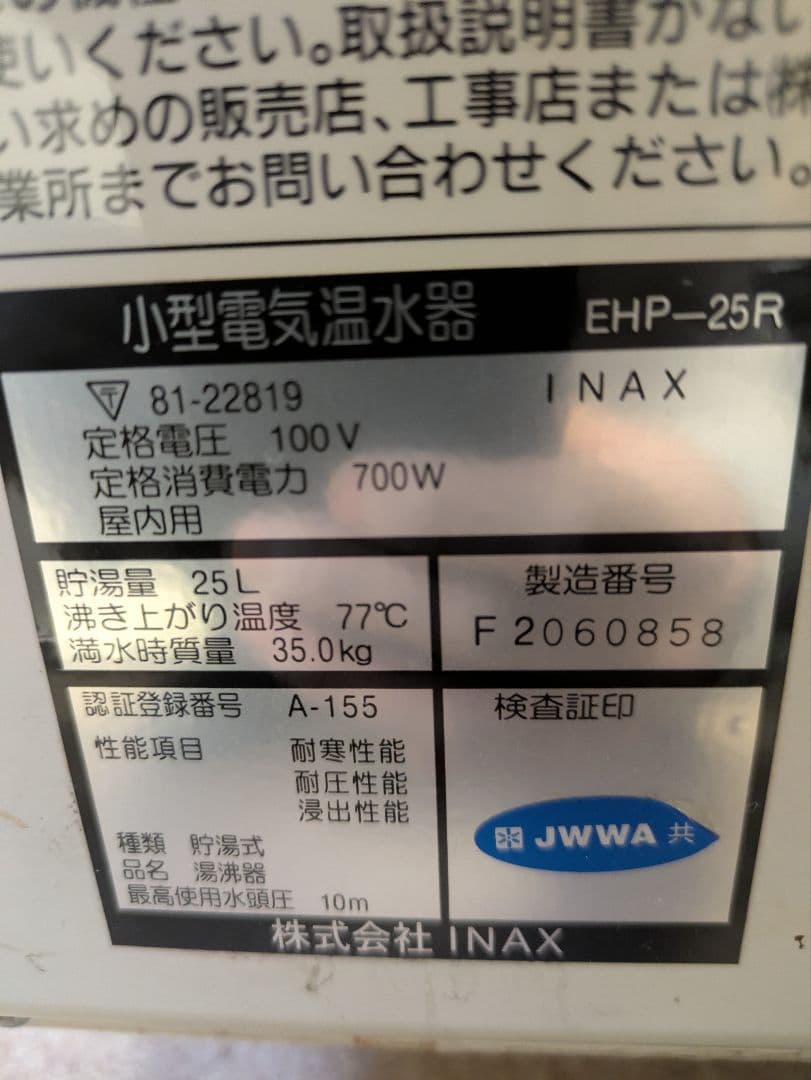 使いください。取扱説明書がない
い求めの販売店、工事店または㈱
業所までお問い合わせください。
小型電気温水器 EHP-25R
〒 81-22819 INAX
定格電圧 100V
定格消費電力 700W
屋内用
貯湯量 25L
沸き上がり温度 77℃
満水時質量 35.0kg
製造番号
F2060858
認証登録番号 A-155
性能項目 耐寒性能
耐圧性能
浸出性能
種類 貯湯式
品名 湯沸器
最高使用水頭圧 10m
検査証印
JWWA 共
株式会社 INAX